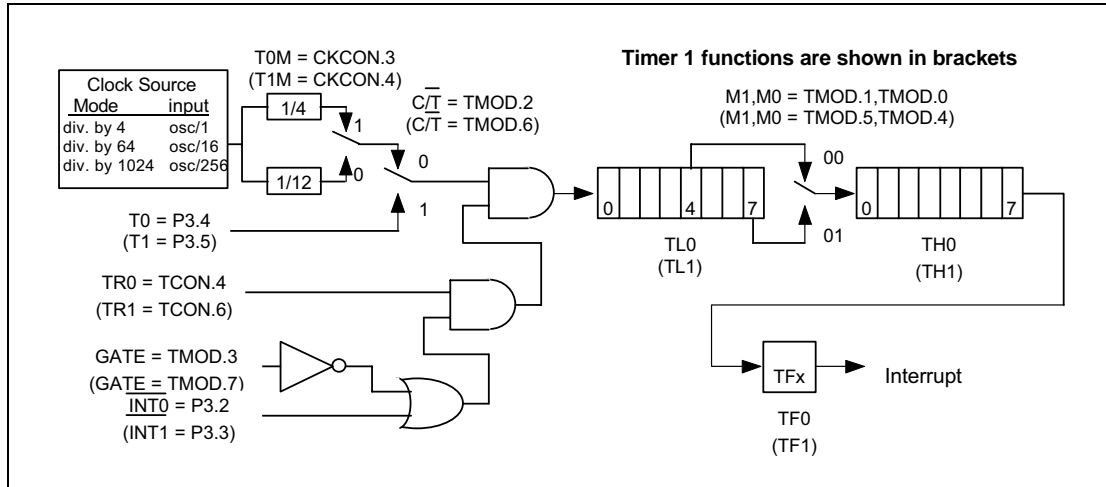 T0M = CKCON.3
(T1M = CKCON.4)
Timer 1 functions are shown in brackets
Clock Source
Mode input
div. by 4 osc/1
div. by 64 osc/16
div. by 1024 osc/256
1/4
1/12
1
0
C/T̅ = TMOD.2
(C/T̅ = TMOD.6)
0
1
M1,M0 = TMOD.1,TMOD.0
(M1,M0 = TMOD.5,TMOD.4)
00
01
0 4 7
TL0
(TL1)
0 7
TH0
(TH1)
T0 = P3.4
(T1 = P3.5)
TR0 = TCON.4
(TR1 = TCON.6)
GATE = TMOD.3
(GATE = TMOD.7)
I̅N̅T̅0̅ = P3.2
(I̅N̅T̅1̅ = P3.3)
TFx
Interrupt
TF0
(TF1)